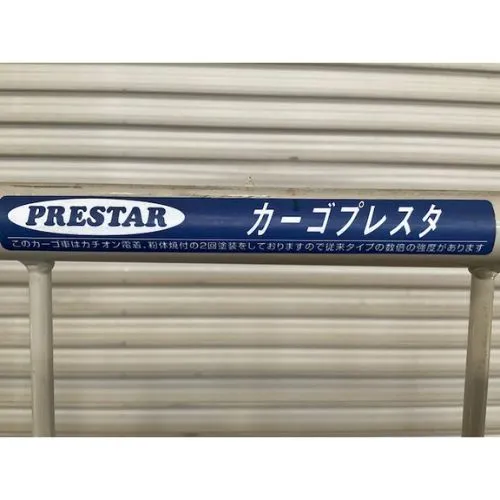 PRESTAR カーゴプレスタ
このカーゴ車はカチオン電着、粉体焼付の2回塗装をしておりますので従来タイプの数倍の強度があります